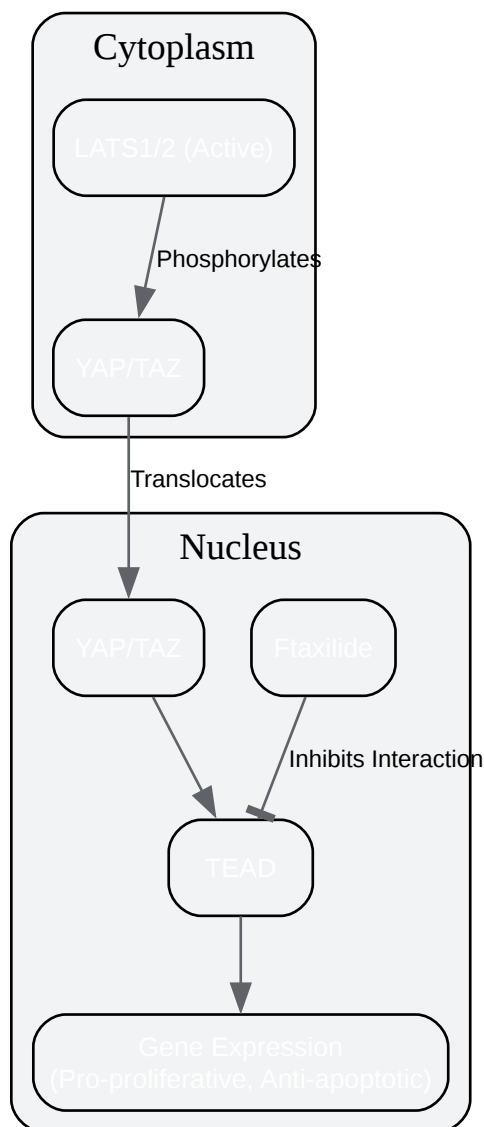 Cytoplasm
LATS1/2 (Active)
Phosphorylates
YAP/TAZ
Translocates
Nucleus
YAP/TAZ
Ftaxilide
Inhibits Interaction
TEAD
Gene Expression
(Pro-proliferative, Anti-apoptotic)